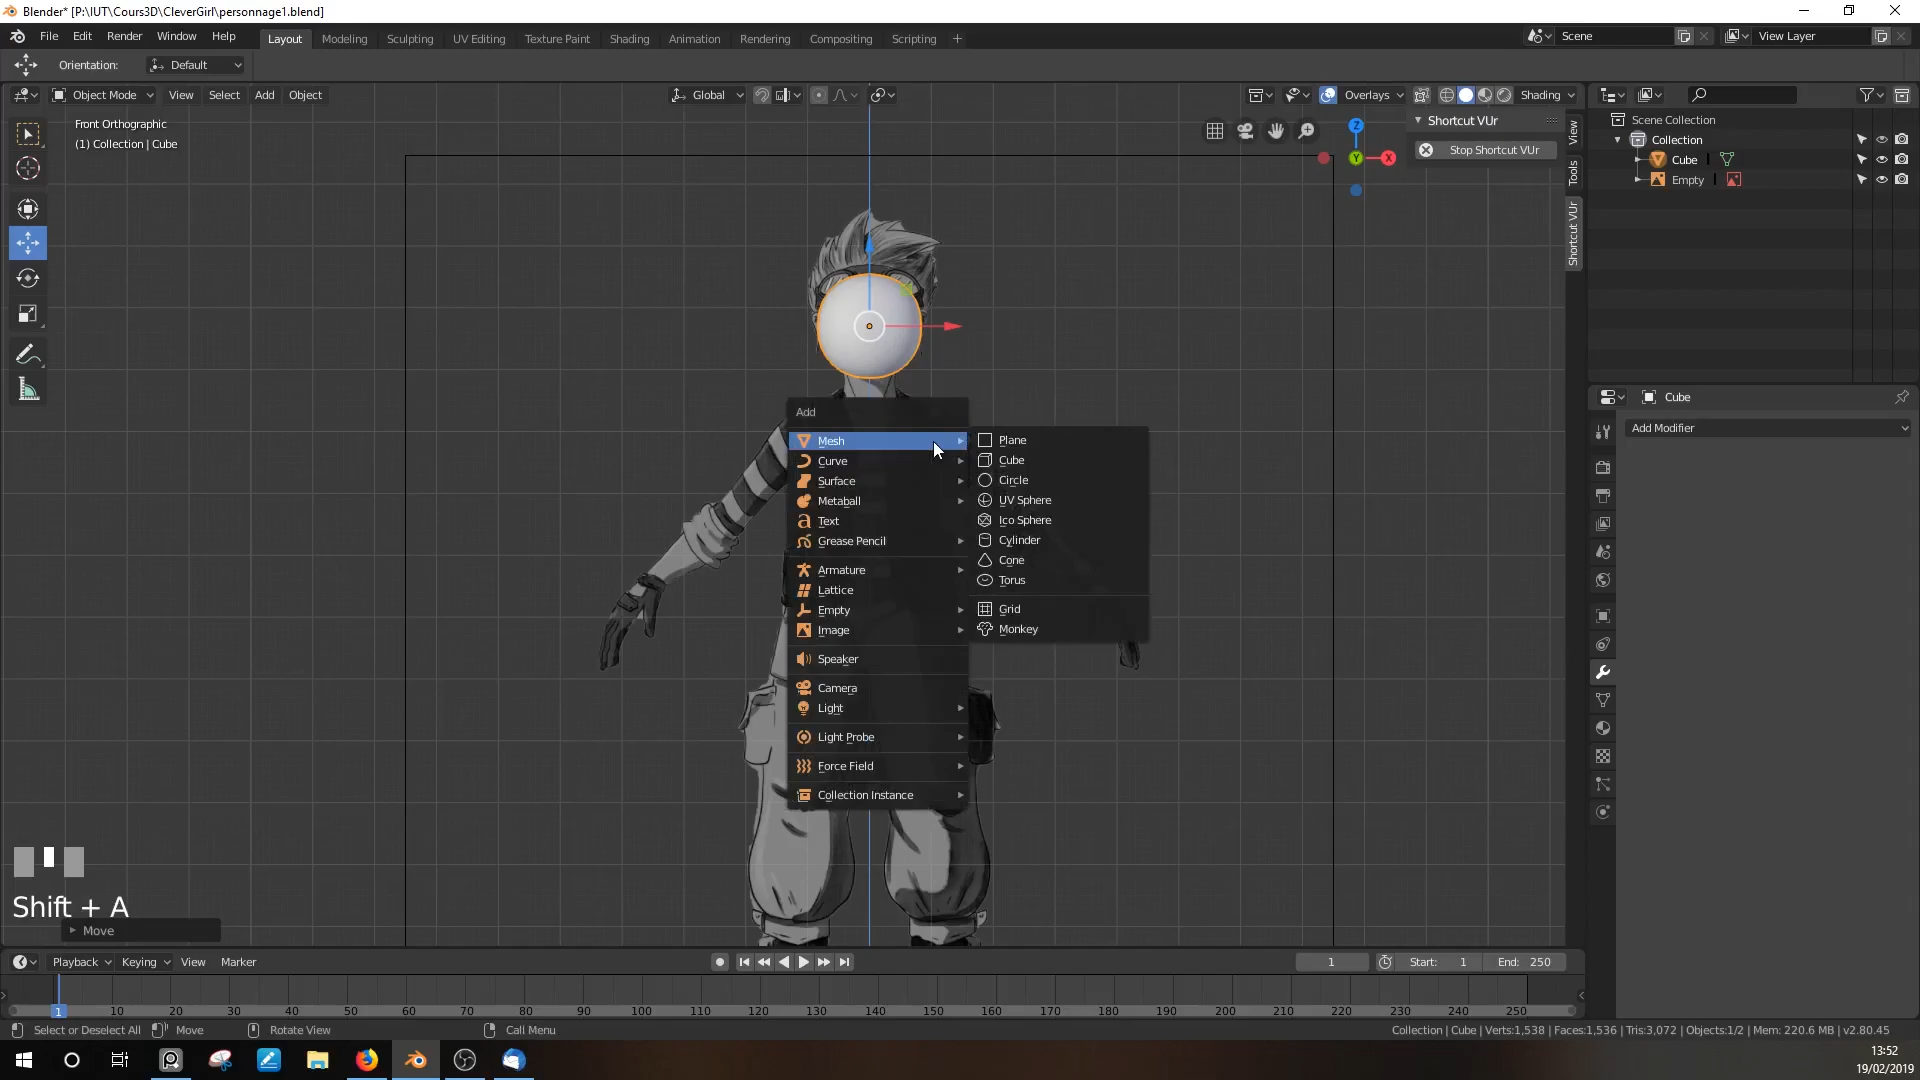 Blender* [P:\IUT\Cours3D\CleverGirl\personnage1.blend]
File Edit Render Window Help Layout Modeling Sculpting UV Editing Texture Paint Shading Animation Rendering Compositing Scripting + Scene View Layer
Orientation: Default
Object Mode View Select Add Object Global Overlays Shading
Front Orthographic
(1) Collection | Cube
Shortcut VUr
Stop Shortcut VUr
Z
Y
X
View
Tools
Shortcut VUr
Scene Collection
Collection
Cube
Empty
Cube
Add Modifier
Add
Mesh
Curve
Surface
Metaball
Text
Grease Pencil
Armature
Lattice
Empty
Image
Speaker
Camera
Light
Light Probe
Force Field
Collection Instance
Plane
Cube
Circle
UV Sphere
Ico Sphere
Cylinder
Cone
Torus
Grid
Monkey
Shift + A
Move
Playback Keying View Marker 1 Start: 1 End: 250
1 10 20 30 40 50 60 70 80 90 100 110 120 130 140 150 160 170 180 190 200 210 220 230 240 250
Select or Deselect All Move Rotate View Call Menu Collection | Cube | Verts:1,538 | Faces:1,536 | Tris:3,072 | Objects:1/2 | Mem: 220.6 MB | v2.80.45
13:52
19/02/2019